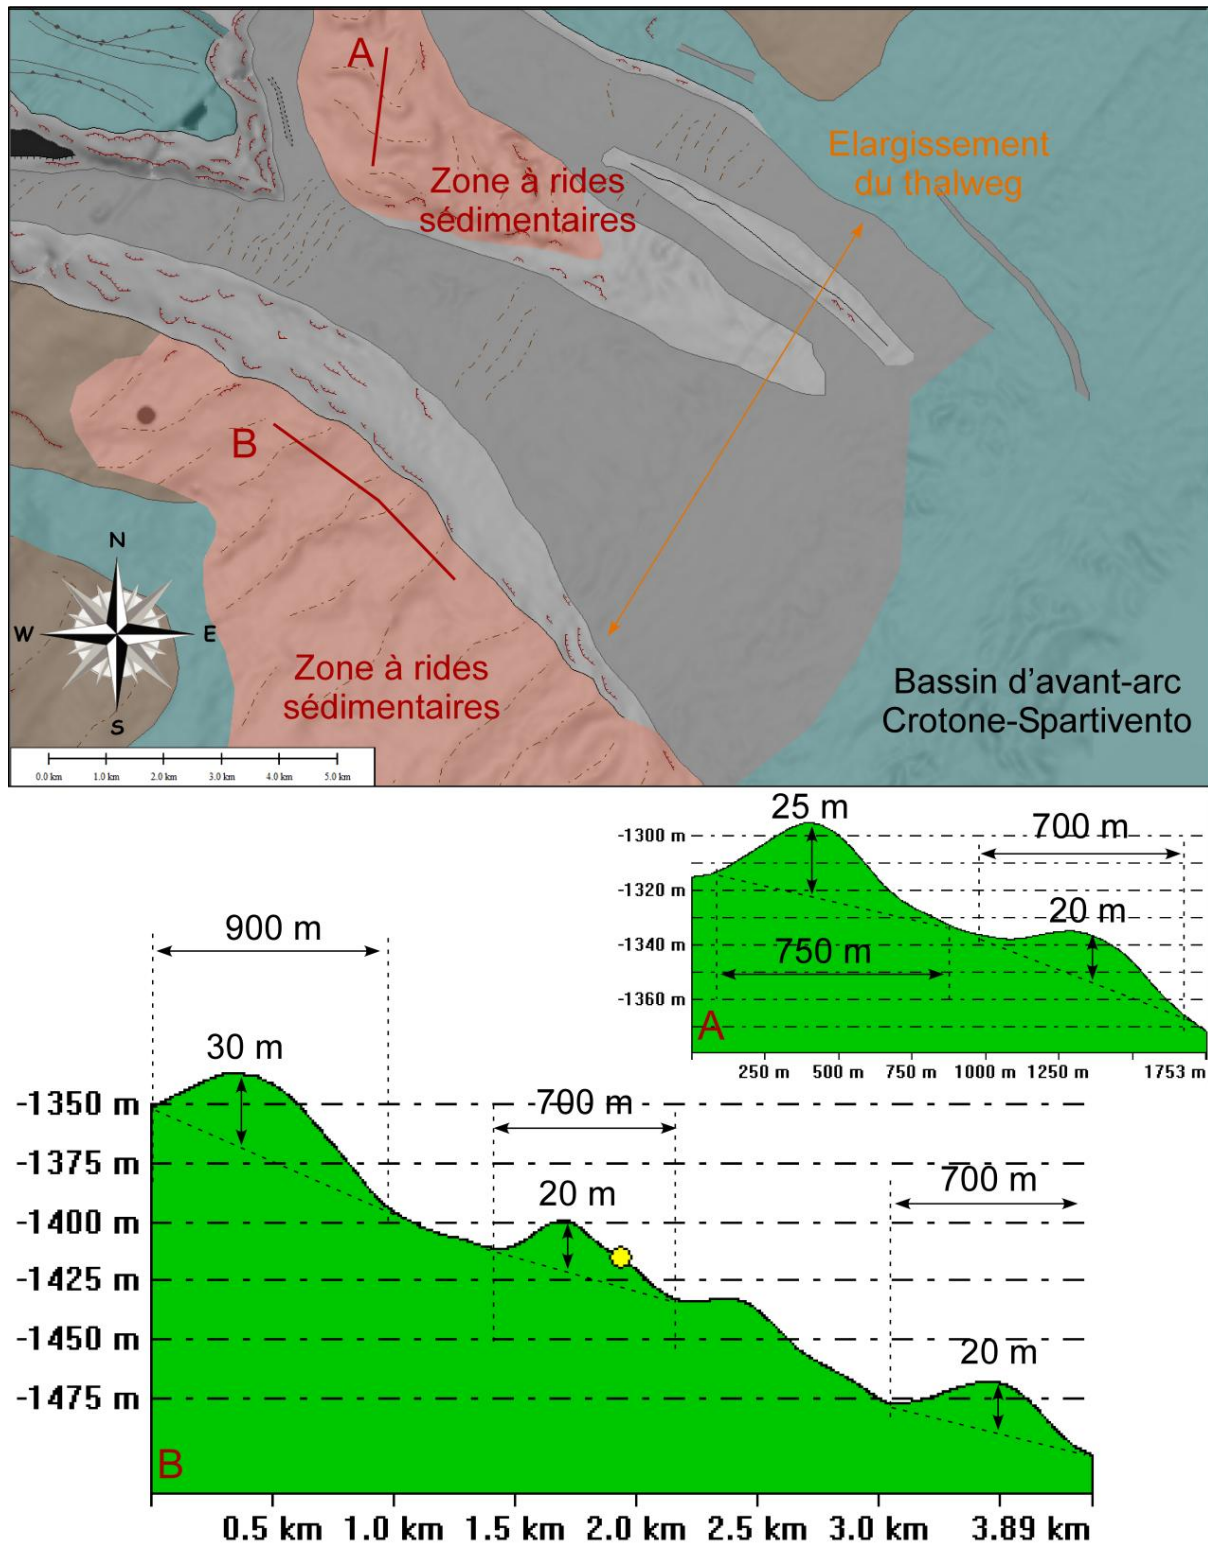 A
Elargissement
du thalweg
Zone à rides
sédimentaires
B
N
W
E
S
Zone à rides
sédimentaires
Bassin d'avant-arc
Crotone-Spartivento
0.0 km 1.0 km 2.0 km 3.0 km 4.0 km 5.0 km
25 m
700 m
-1300 m
-1320 m
20 m
-1340 m
750 m
-1360 m
A
250 m 500 m 750 m 1000 m 1250 m 1753 m
900 m
30 m
-1350 m
700 m
-1375 m
700 m
20 m
-1400 m
-1425 m
-1450 m
20 m
-1475 m
B
0.5 km 1.0 km 1.5 km 2.0 km 2.5 km 3.0 km 3.89 km